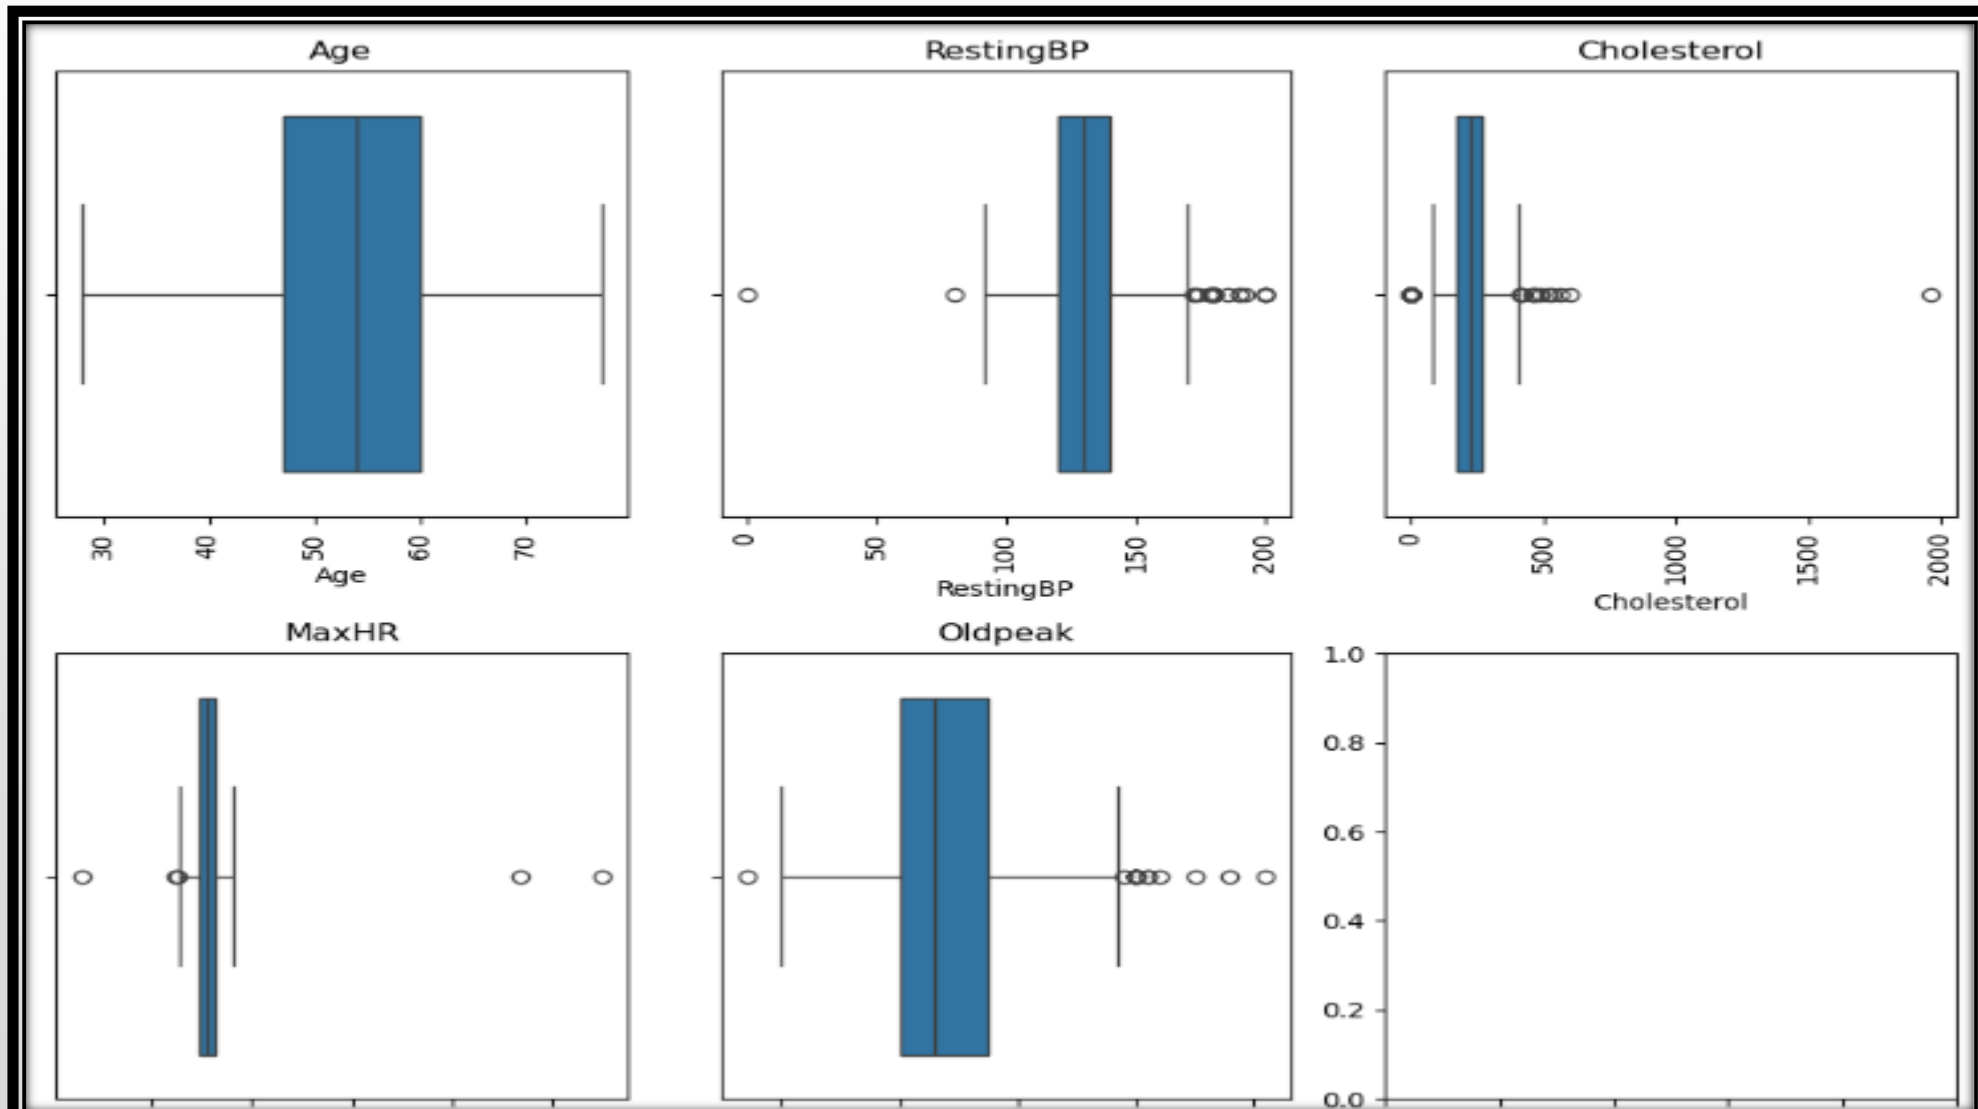 Age RestingBP Cholesterol
30 40 50 60 70
0 50 100 150 200
0 500 1000 1500 2000
Age
RestingBP
Cholesterol
MaxHR Oldpeak
1.0
0.8
0.6
0.4
0.2
0.0